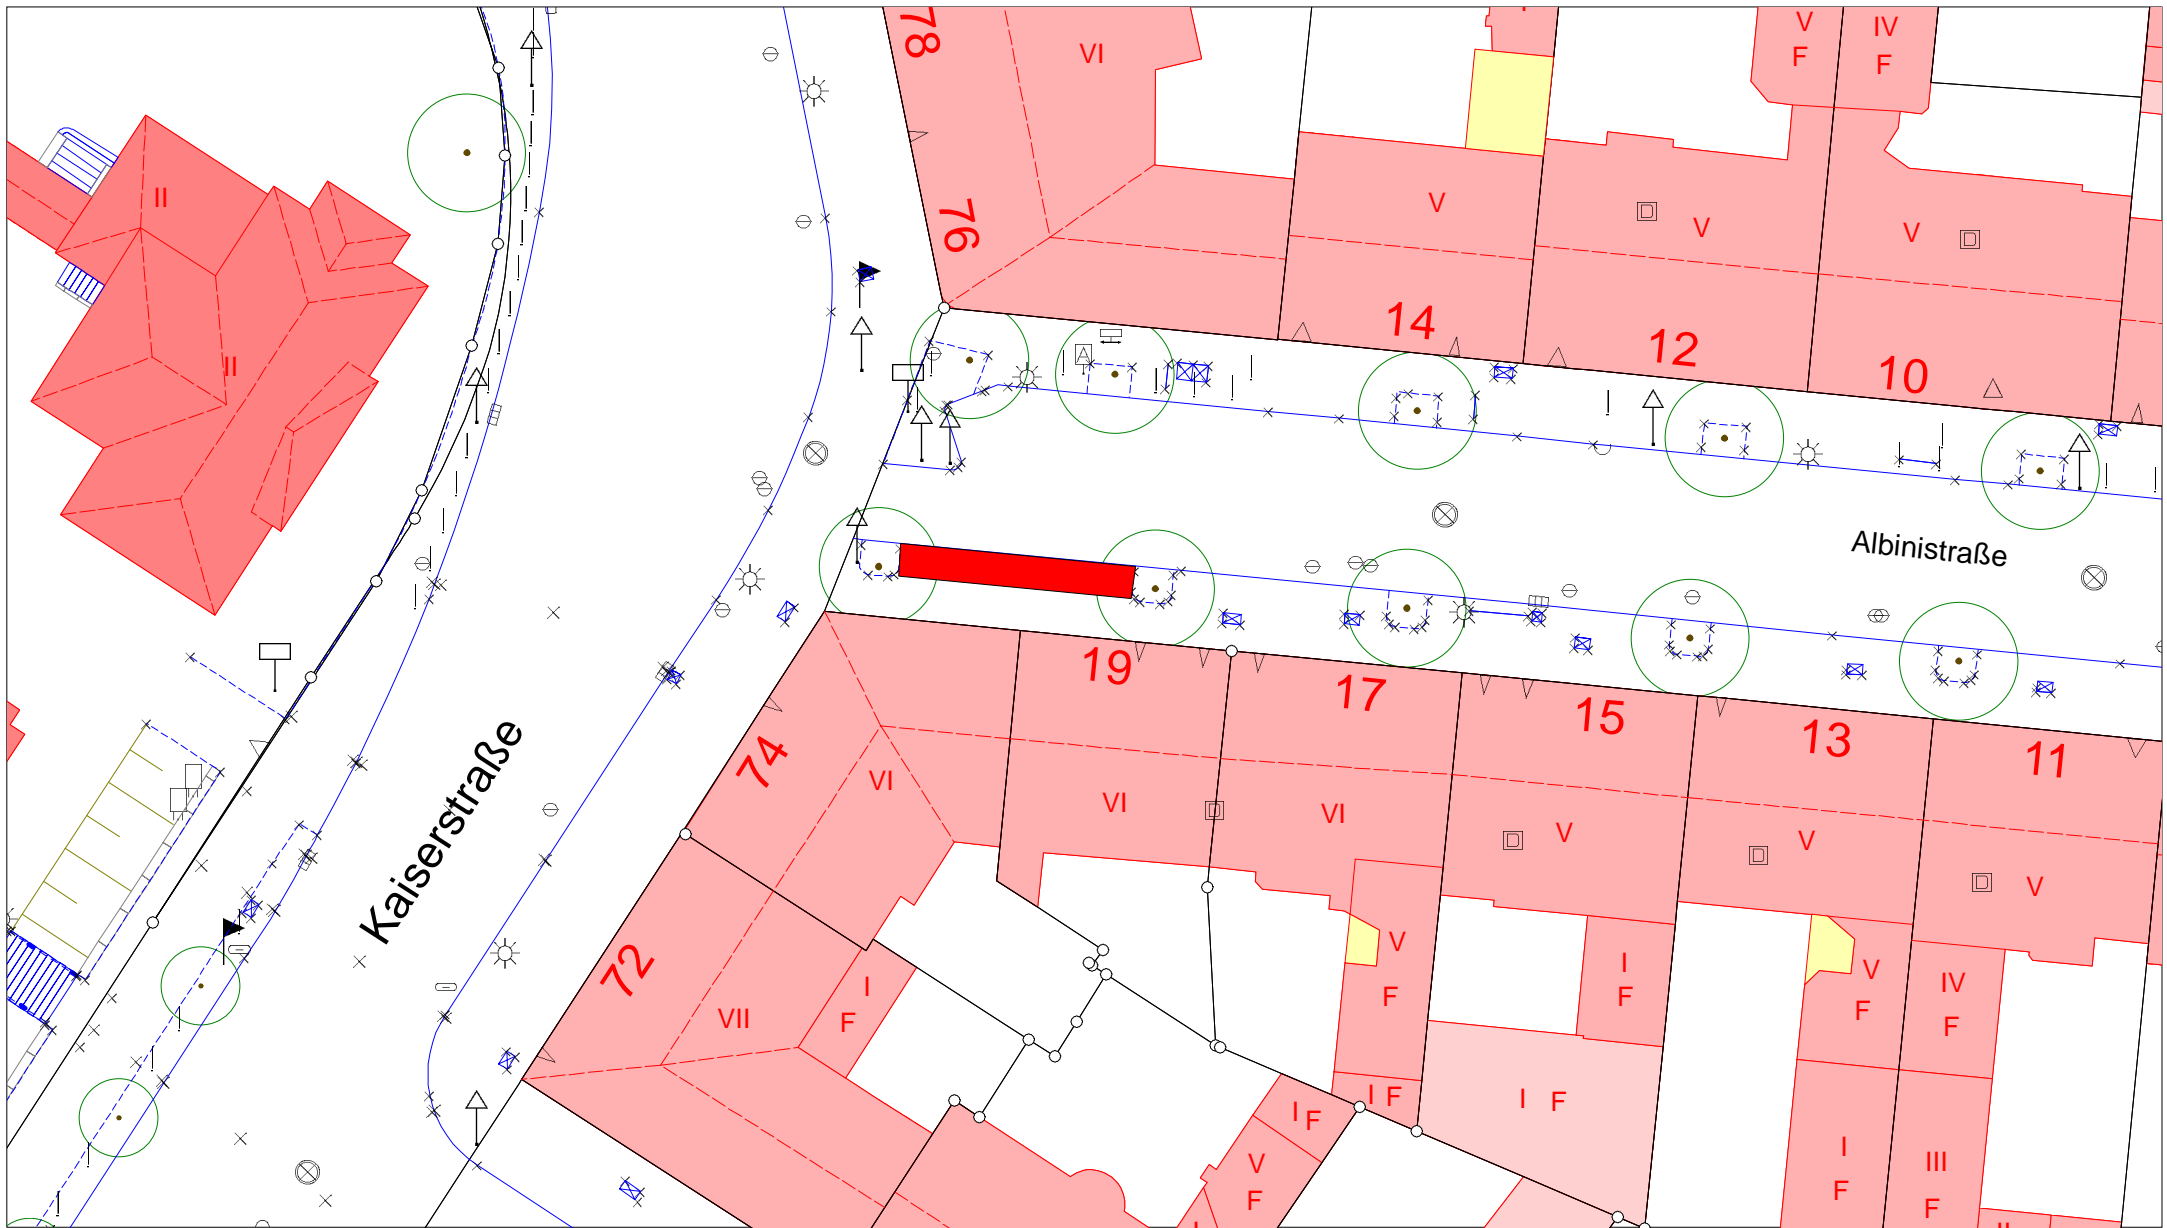 78
VI
V
F
IV
F
II
76
V
V
V
14
12
10
II
A
Albinistraße
19
17
15
13
11
74
VI
VI
VI
V
V
V
Kaiserstraße
72
VII
I
F
V
F
I
F
V
F
IV
F
I F
I F
I F
V
F
I
F
III
F